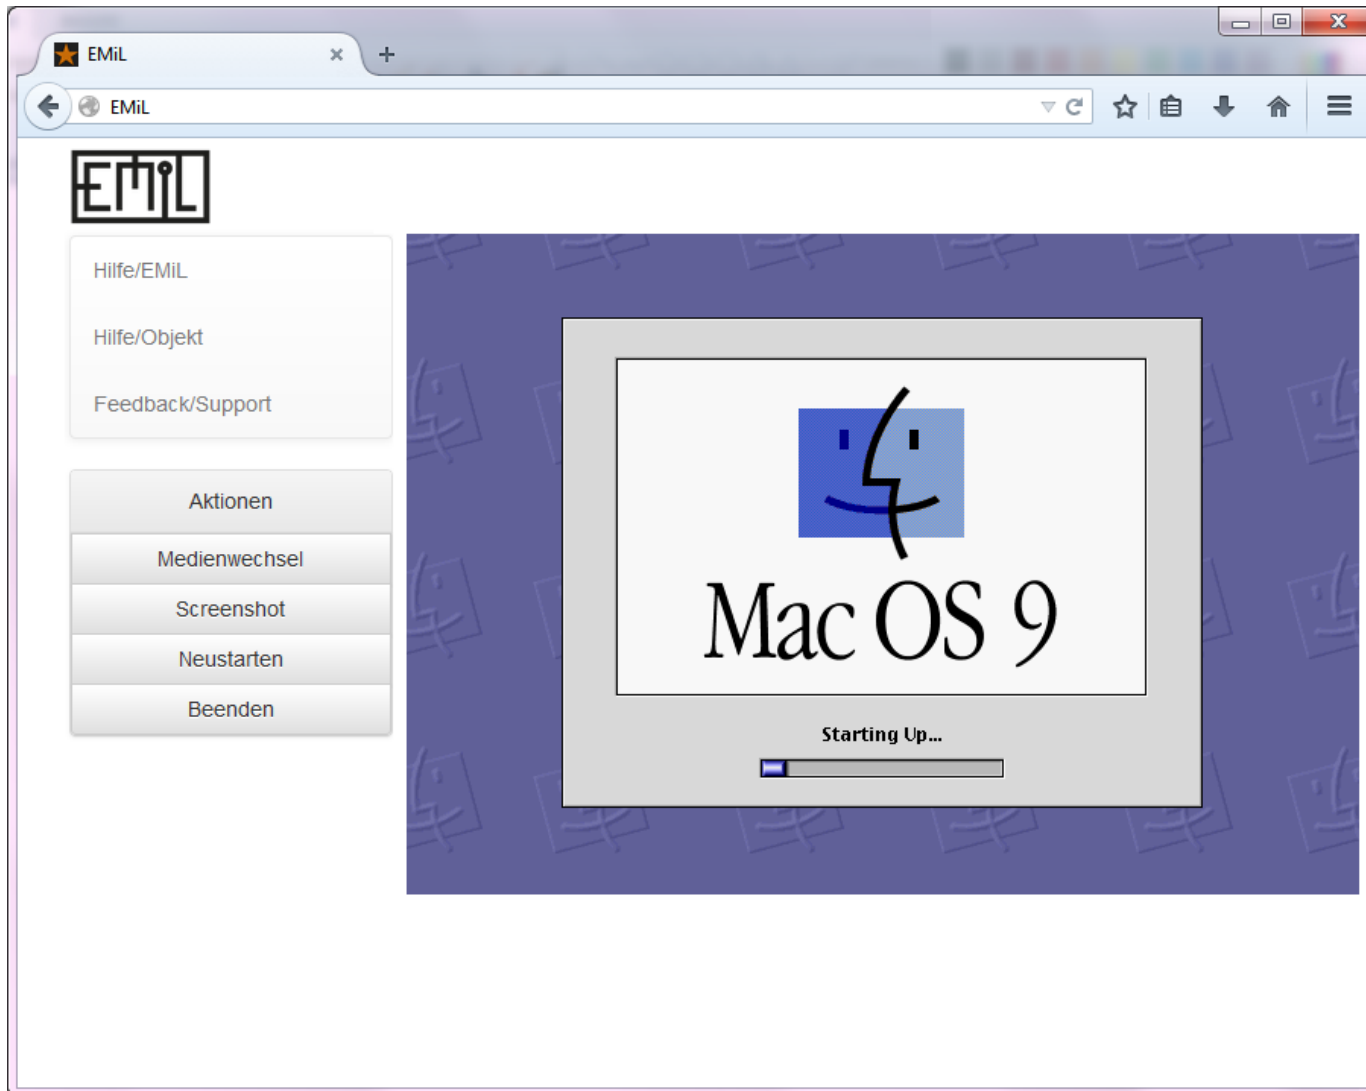 EMiL
EMiL
EMiL
Hilfe/EMiL
Hilfe/Objekt
Feedback/Support
Aktionen
Medienwechsel
Screenshot
Neustarten
Beenden
Mac OS 9
Starting Up...